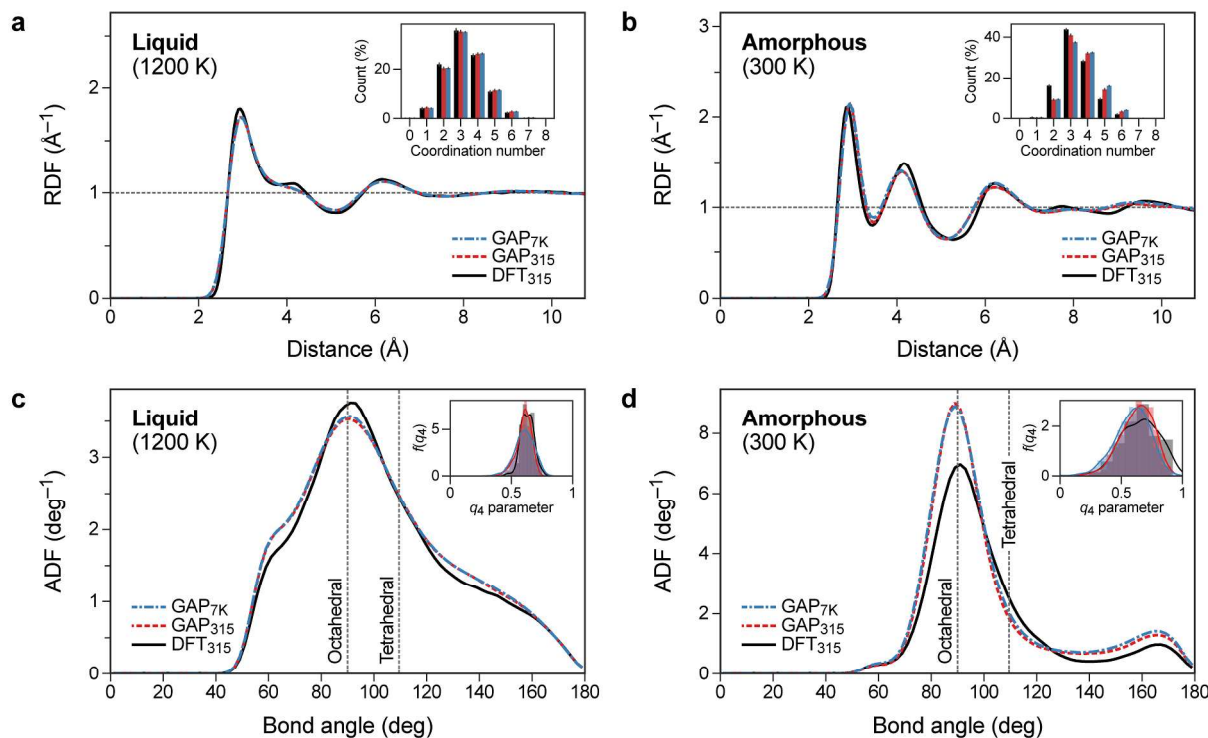 a
Liquid
(1200 K)
RDF (Å⁻¹)
2
1
0
0 2 4 6 8 10
Distance (Å)
GAP7K
GAP315
DFT315
Count (%)
20
0
0 1 2 3 4 5 6 7 8
Coordination number
b
Amorphous
(300 K)
RDF (Å⁻¹)
3
2
1
0
0 2 4 6 8 10
Distance (Å)
GAP7K
GAP315
DFT315
Count (%)
40
20
0
0 1 2 3 4 5 6 7 8
Coordination number
c
Liquid
(1200 K)
ADF (deg⁻¹)
3
2
1
0
0 20 40 60 80 100 120 140 160 180
Bond angle (deg)
GAP7K
GAP315
DFT315
Octahedral
Tetrahedral
f(q4)
5
0
0 0.5 1
q4 parameter
d
Amorphous
(300 K)
ADF (deg⁻¹)
8
6
4
2
0
0 20 40 60 80 100 120 140 160 180
Bond angle (deg)
GAP7K
GAP315
DFT315
Octahedral
Tetrahedral
f(q4)
2
0
0 0.5 1
q4 parameter